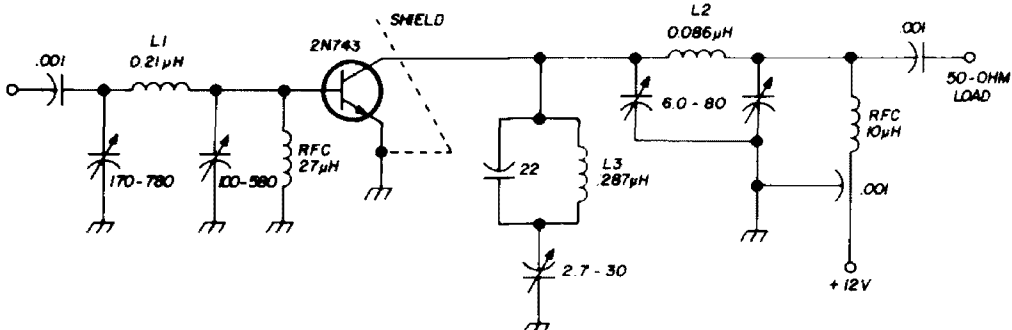 SHIELD
L2
0.086μH
.001
L1
0.21μH
2N743
.001
50-OHM
LOAD
6.0-80
RFC
10μH
RFC
27μH
170-780
100-580
22
L3
.287μH
.001
2.7-30
+12V